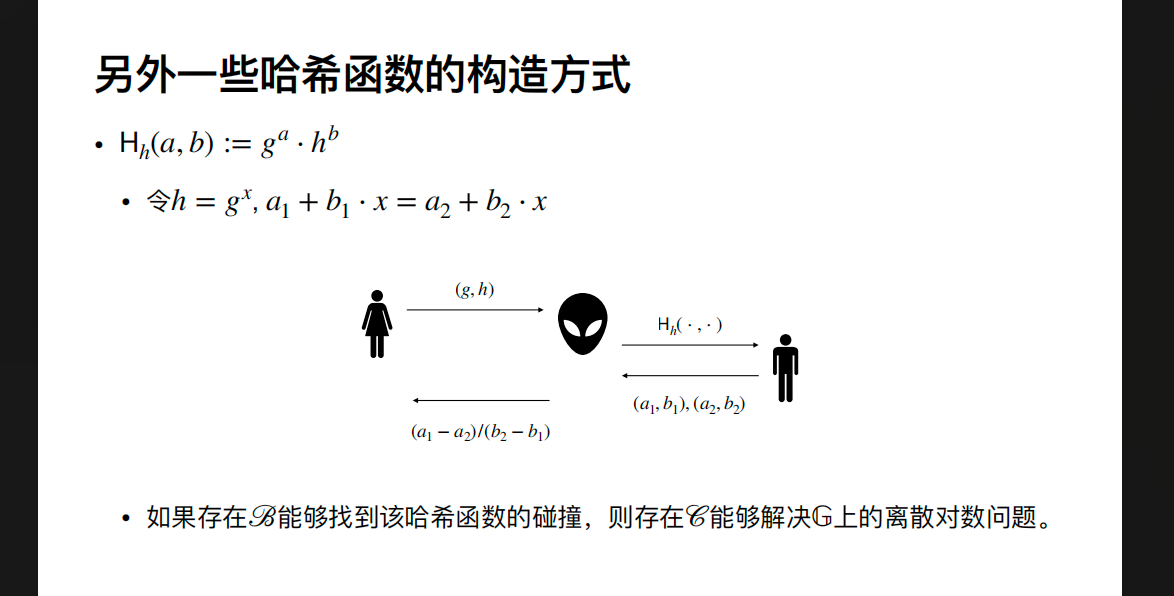 另外一些哈希函数的构造方式
• H_h(a, b) := g^a · h^b
• 令h = g^x, a_1 + b_1 · x = a_2 + b_2 · x
(g, h)
H_h( · , · )
(a_1, b_1), (a_2, b_2)
(a_1 − a_2)/(b_2 − b_1)
• 如果存在ℬ能够找到该哈希函数的碰撞，则存在𝒞能够解决𝔾上的离散对数问题。